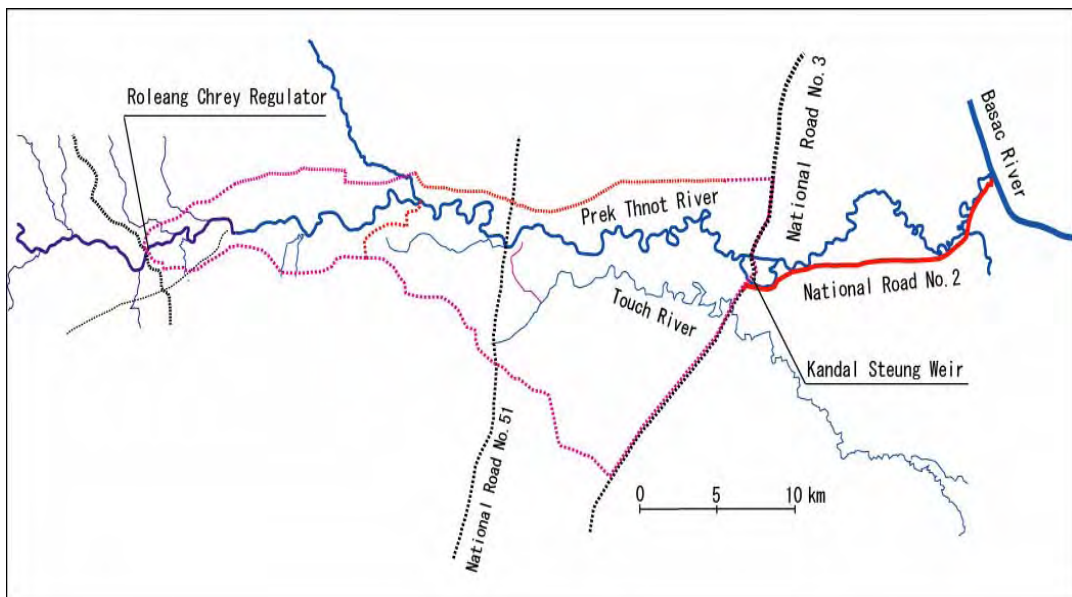 Roleang Chrey Regulator
National Road No.3
Basac River
Prek Thnot River
National Road No.2
Touch River
Kandal Steung Weir
National Road No.51
0 5 10 km